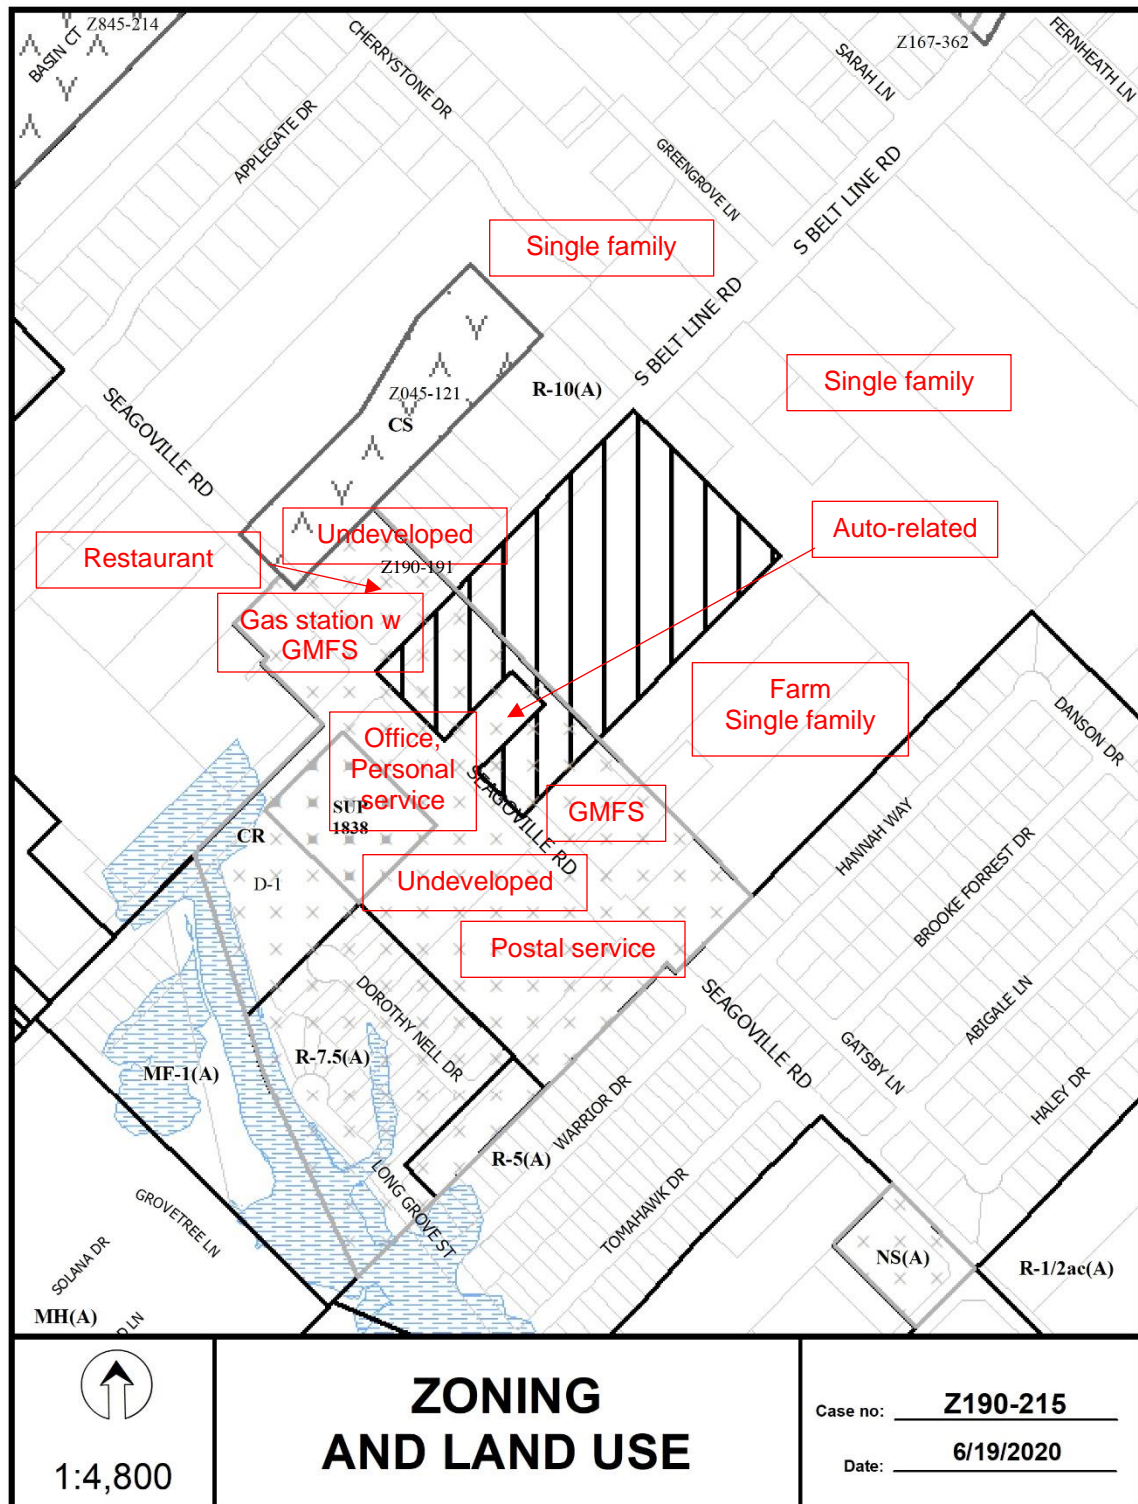 Z845-214
BASIN CT
CHERRYSTONE DR
Z167-362
FERNHEATH LN
SARAH LN
APPLEGATE DR
GREENGROVE LN
S BELT LINE RD
Single family
S BELT LINE RD
Single family
R-10(A)
Z045-121
CS
SEAGOVILLE RD
Undeveloped
Auto-related
Restaurant
Z190-191
Gas station w
GMFS
Farm
Single family
DANSON DR
Office,
Personal
service
SEAGOVILLE RD
SUP
1838
GMFS
CR
HANNAH WAY
BROOKE FORREST DR
D-1
Undeveloped
Postal service
DOROTHY NELL DR
SEAGOVILLE RD
ABIGALE LN
GATSBY LN
R-7.5(A)
MF-1(A)
HALEY DR
WARRIOR DR
R-5(A)
LONG GROVE ST
TOMAHAWK DR
GROVETREE LN
SOLANA DR
NS(A)
R-1/2ac(A)
MH(A)
D LN
1:4,800
ZONING
AND LAND USE
Case no: Z190-215
Date: 6/19/2020